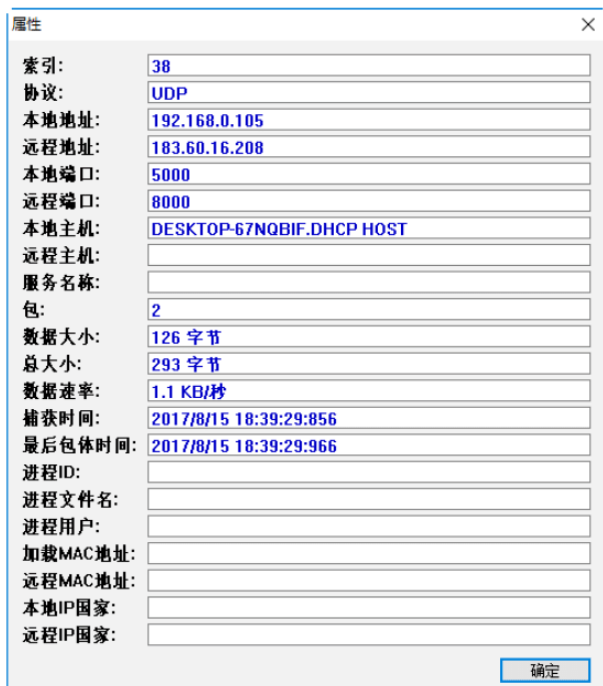 属性
索引: 38
协议: UDP
本地地址: 192.168.0.105
远程地址: 183.60.16.208
本地端口: 5000
远程端口: 8000
本地主机: DESKTOP-67NQBIF.DHCP HOST
远程主机:
服务名称:
包: 2
数据大小: 126 字节
总大小: 293 字节
数据速率: 1.1 KB/秒
捕获时间: 2017/8/15 18:39:29:856
最后包体时间: 2017/8/15 18:39:29:966
进程ID:
进程文件名:
进程用户:
加载MAC地址:
远程MAC地址:
本地IP国家:
远程IP国家:
确定